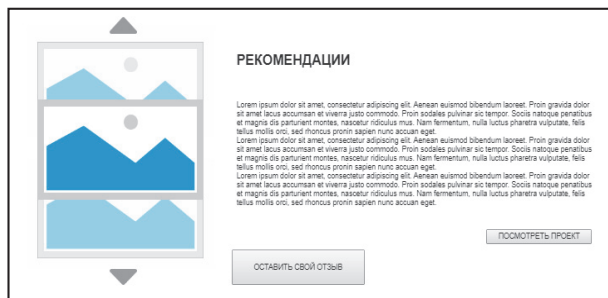 РЕКОМЕНДАЦИИ
Lorem ipsum dolor sit amet, consectetur adipiscing elit. Aenean euismod bibendum laoreet. Proin gravida dolor
sit amet lacus accumsan et viverra justo commodo. Proin sodales pulvinar sic tempor. Sociis natoque penatibus
et magnis dis parturient montes, nascetur ridiculus mus. Nam fermentum, nulla luctus pharetra vulputate, felis
tellus mollis orci, sed rhoncus pronin sapien nunc accuan eget.
Lorem ipsum dolor sit amet, consectetur adipiscing elit. Aenean euismod bibendum laoreet. Proin gravida dolor
sit amet lacus accumsan et viverra justo commodo. Proin sodales pulvinar sic tempor. Sociis natoque penatibus
et magnis dis parturient montes, nascetur ridiculus mus. Nam fermentum, nulla luctus pharetra vulputate, felis
tellus mollis orci, sed rhoncus pronin sapien nunc accuan eget.
Lorem ipsum dolor sit amet, consectetur adipiscing elit. Aenean euismod bibendum laoreet. Proin gravida dolor
sit amet lacus accumsan et viverra justo commodo. Proin sodales pulvinar sic tempor. Sociis natoque penatibus
et magnis dis parturient montes, nascetur ridiculus mus. Nam fermentum, nulla luctus pharetra vulputate, felis
tellus mollis orci, sed rhoncus pronin sapien nunc accuan eget.
ПОСМОТРЕТЬ ПРОЕКТ
ОСТАВИТЬ СВОЙ ОТЗЫВ